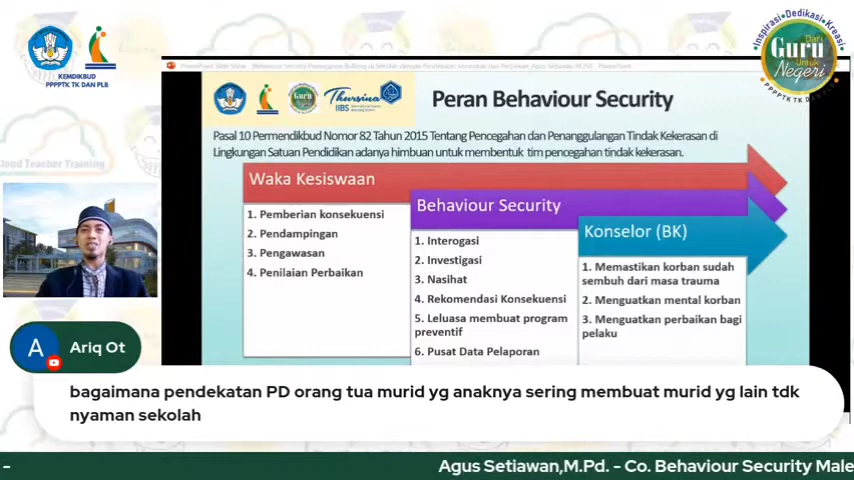 KEMDIKBUD
PPPPTK TK DAN PLB
Inspirasi•Dedikasi•Kreasi
Dari
Guru
Untuk
Negeri
PPPPTK TK DAN PLB
Cloud Teacher Training
Thursina
IIBS
Peran Behaviour Security
Pasal 10 Permendikbud Nomor 82 Tahun 2015 Tentang Pencegahan dan Penanggulangan Tindak Kekerasan di
Lingkungan Satuan Pendidikan adanya himbuan untuk membentuk tim pencegahan tindak kekerasan.
Waka Kesiswaan
1. Pemberian konsekuensi
2. Pendampingan
3. Pengawasan
4. Penilaian Perbaikan
Behaviour Security
1. Interogasi
2. Investigasi
3. Nasihat
4. Rekomendasi Konsekuensi
5. Leluasa membuat program
preventif
6. Pusat Data Pelaporan
Konselor (BK)
1. Memastikan korban sudah
sembuh dari masa trauma
2. Menguatkan mental korban
3. Menguatkan perbaikan bagi
pelaku
A
Ariq Ot
bagaimana pendekatan PD orang tua murid yg anaknya sering membuat murid yg lain tdk
nyaman sekolah
- Agus Setiawan,M.Pd. - Co. Behaviour Security Male